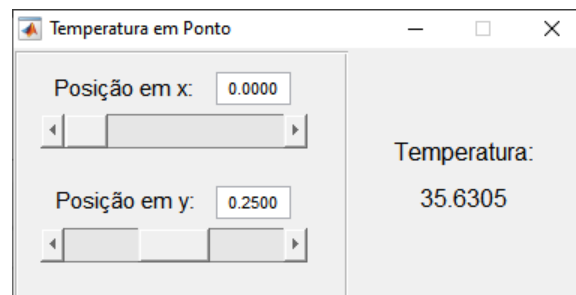 Temperatura em Ponto
Posição em x: 0.0000
Posição em y: 0.2500
Temperatura:
35.6305